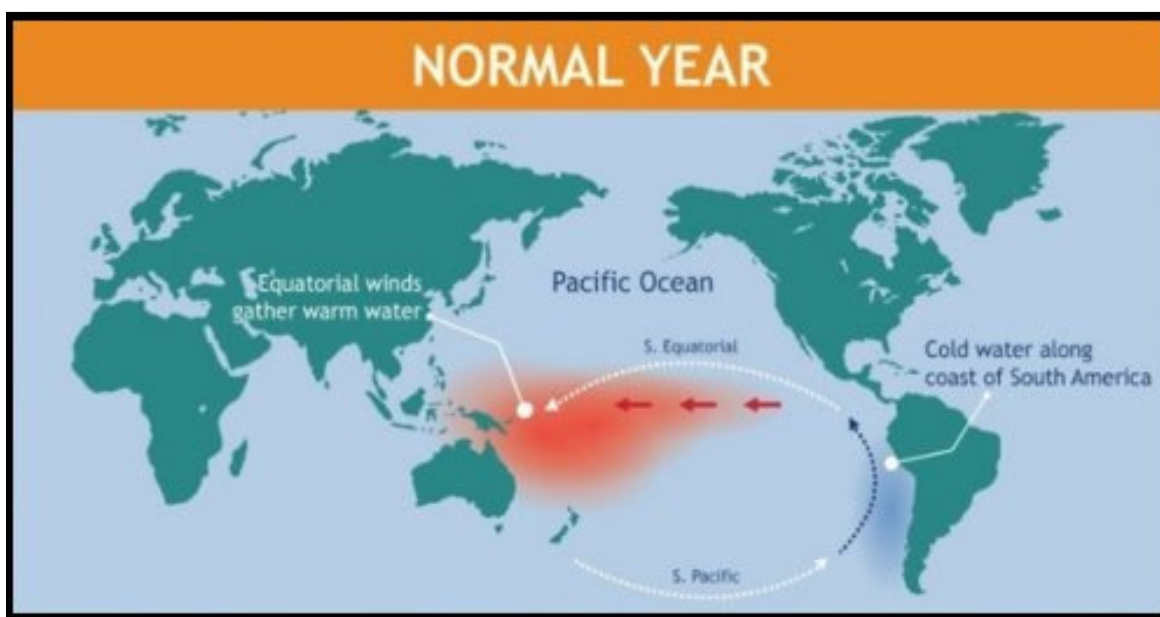 NORMAL YEAR
Equatorial winds
gather warm water
Pacific Ocean
S. Equatorial
Cold water along
coast of South America
S. Pacific